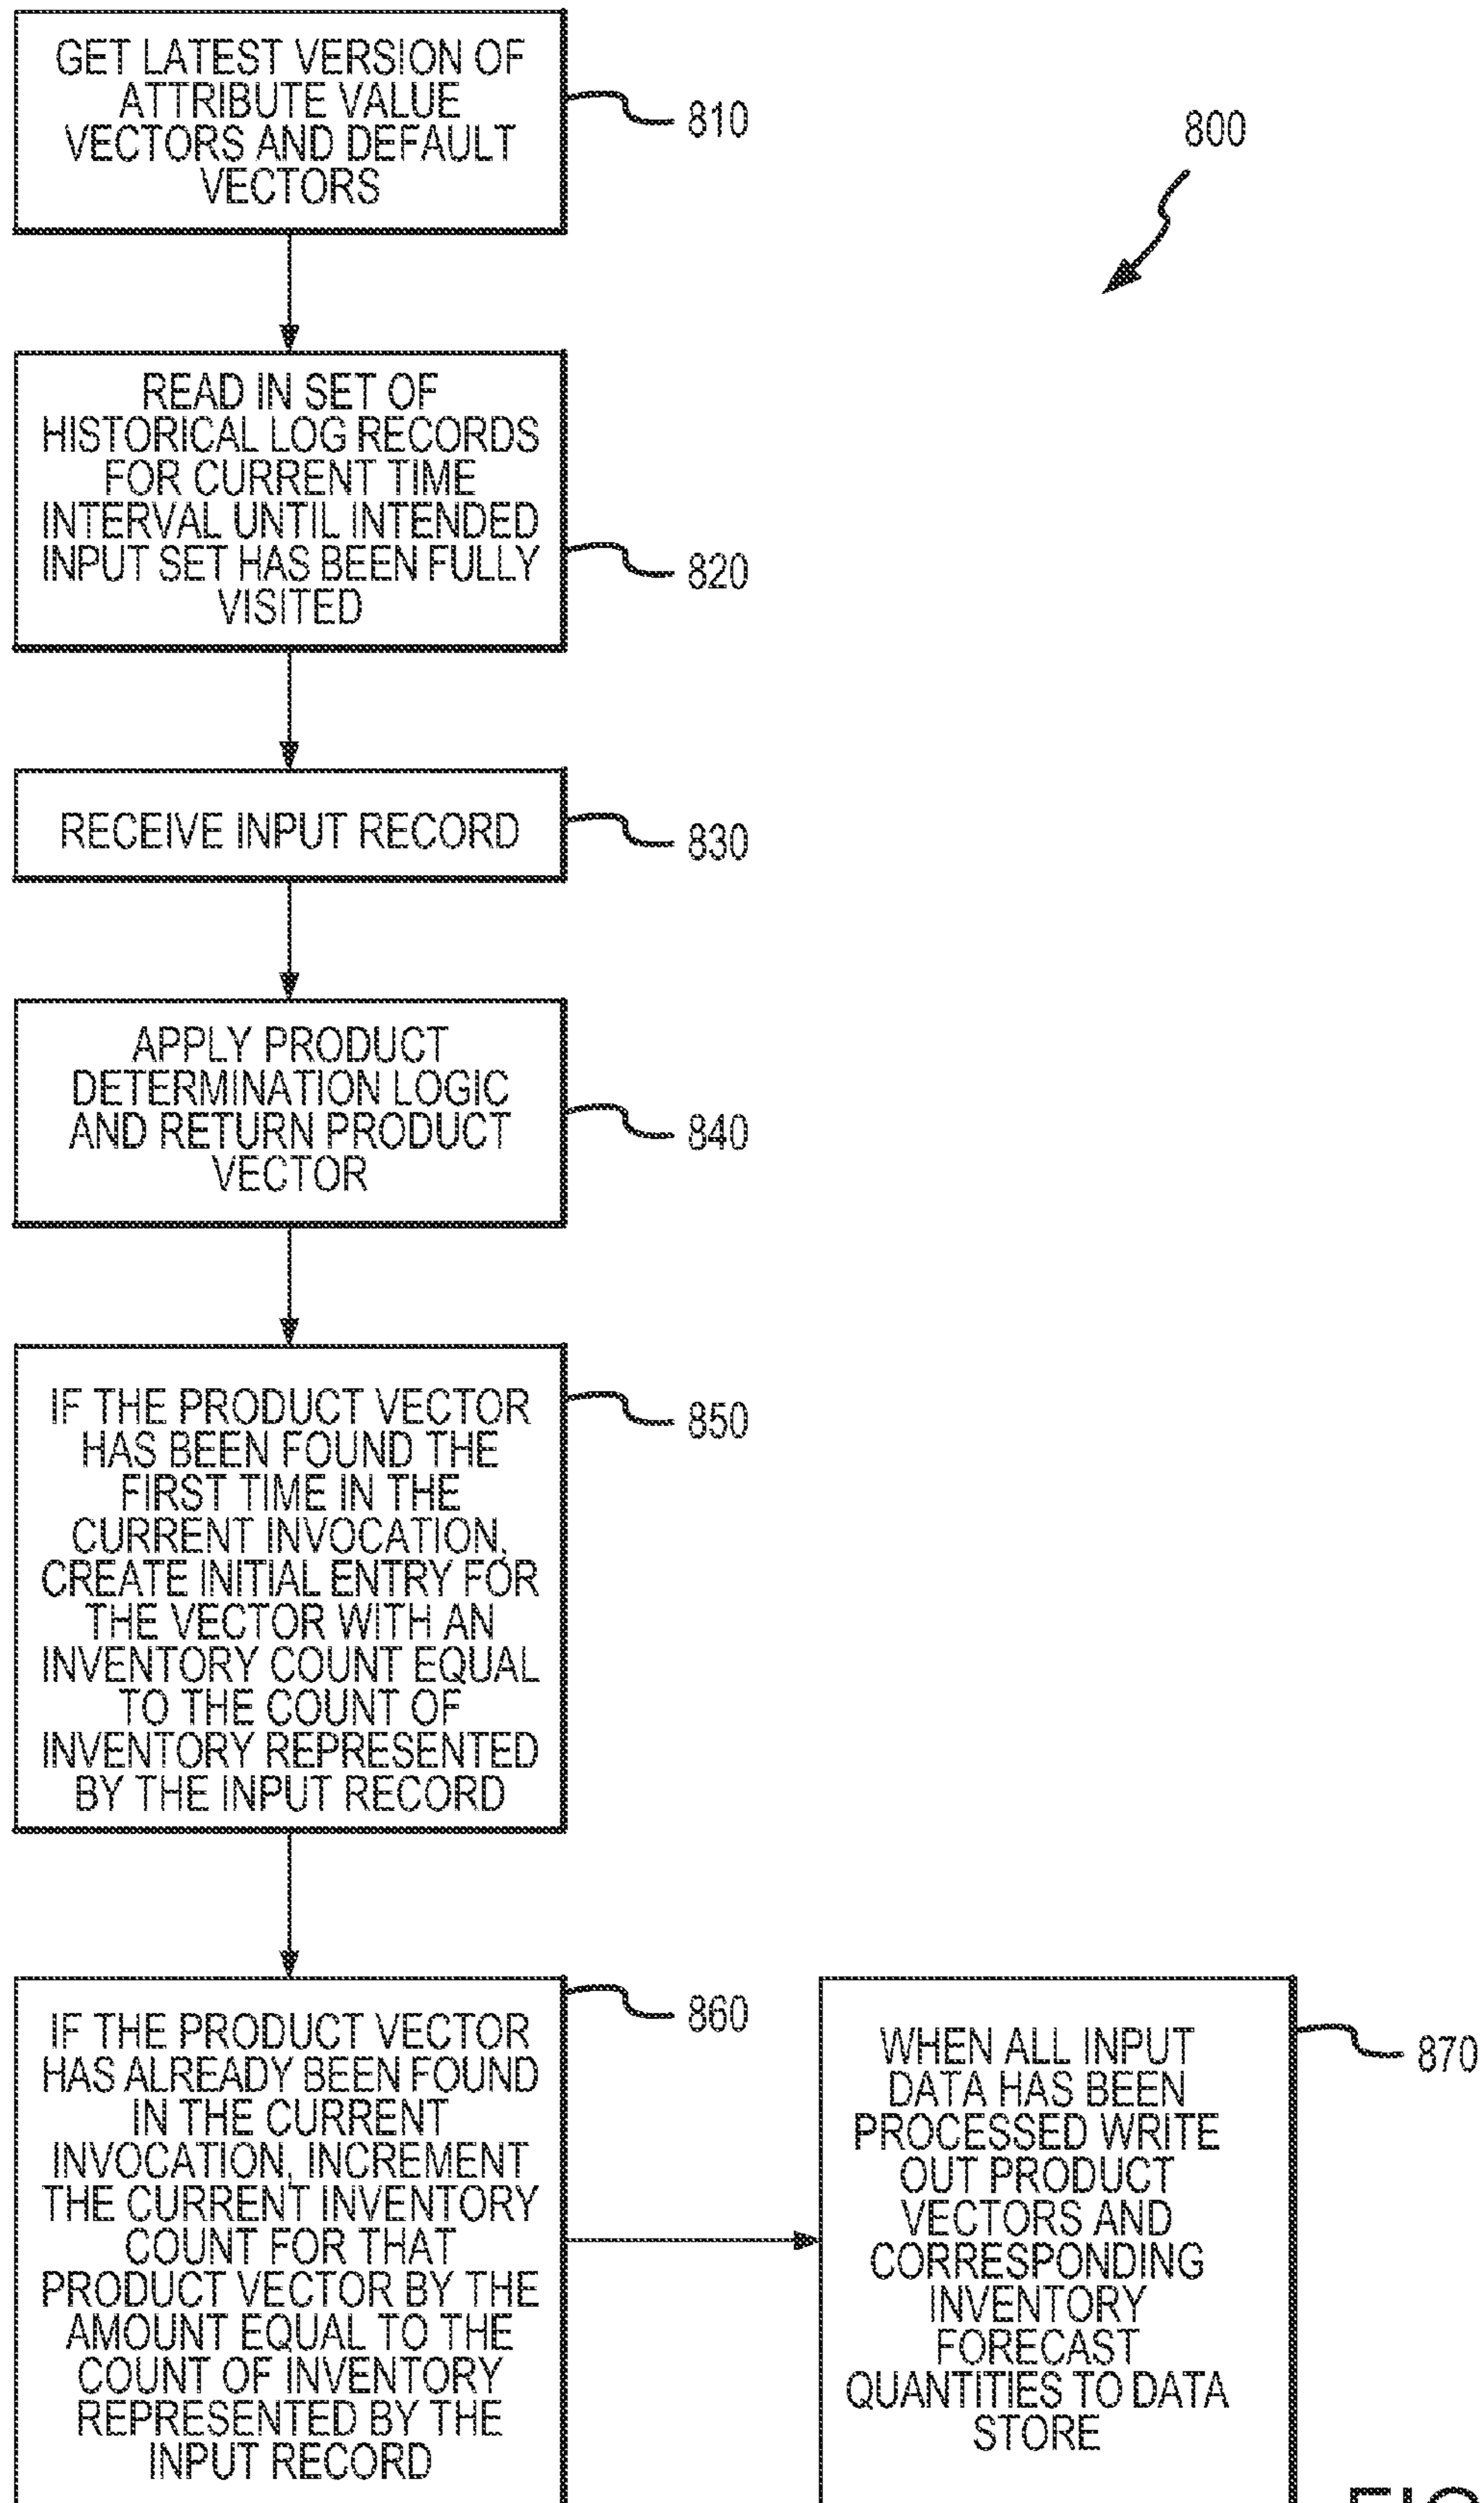 GET LATEST VERSION OF
ATTRIBUTE VALUE
VECTORS AND DEFAULT
VECTORS
810
800
READ IN SET OF
HISTORICAL LOG RECORDS
FOR CURRENT TIME
INTERVAL UNTIL INTENDED
INPUT SET HAS BEEN FULLY
VISITED
820
RECEIVE INPUT RECORD
830
APPLY PRODUCT
DETERMINATION LOGIC
AND RETURN PRODUCT
VECTOR
840
IF THE PRODUCT VECTOR
HAS BEEN FOUND THE
FIRST TIME IN THE
CURRENT INVOCATION,
CREATE INITIAL ENTRY FOR
THE VECTOR WITH AN
INVENTORY COUNT EQUAL
TO THE COUNT OF
INVENTORY REPRESENTED
BY THE INPUT RECORD
850
IF THE PRODUCT VECTOR
HAS ALREADY BEEN FOUND
IN THE CURRENT
INVOCATION, INCREMENT
THE CURRENT INVENTORY
COUNT FOR THAT
PRODUCT VECTOR BY THE
AMOUNT EQUAL TO THE
COUNT OF INVENTORY
REPRESENTED BY THE
INPUT RECORD
860
WHEN ALL INPUT
DATA HAS BEEN
PROCESSED WRITE
OUT PRODUCT
VECTORS AND
CORRESPONDING
INVENTORY
FORECAST
QUANTITIES TO DATA
STORE
870